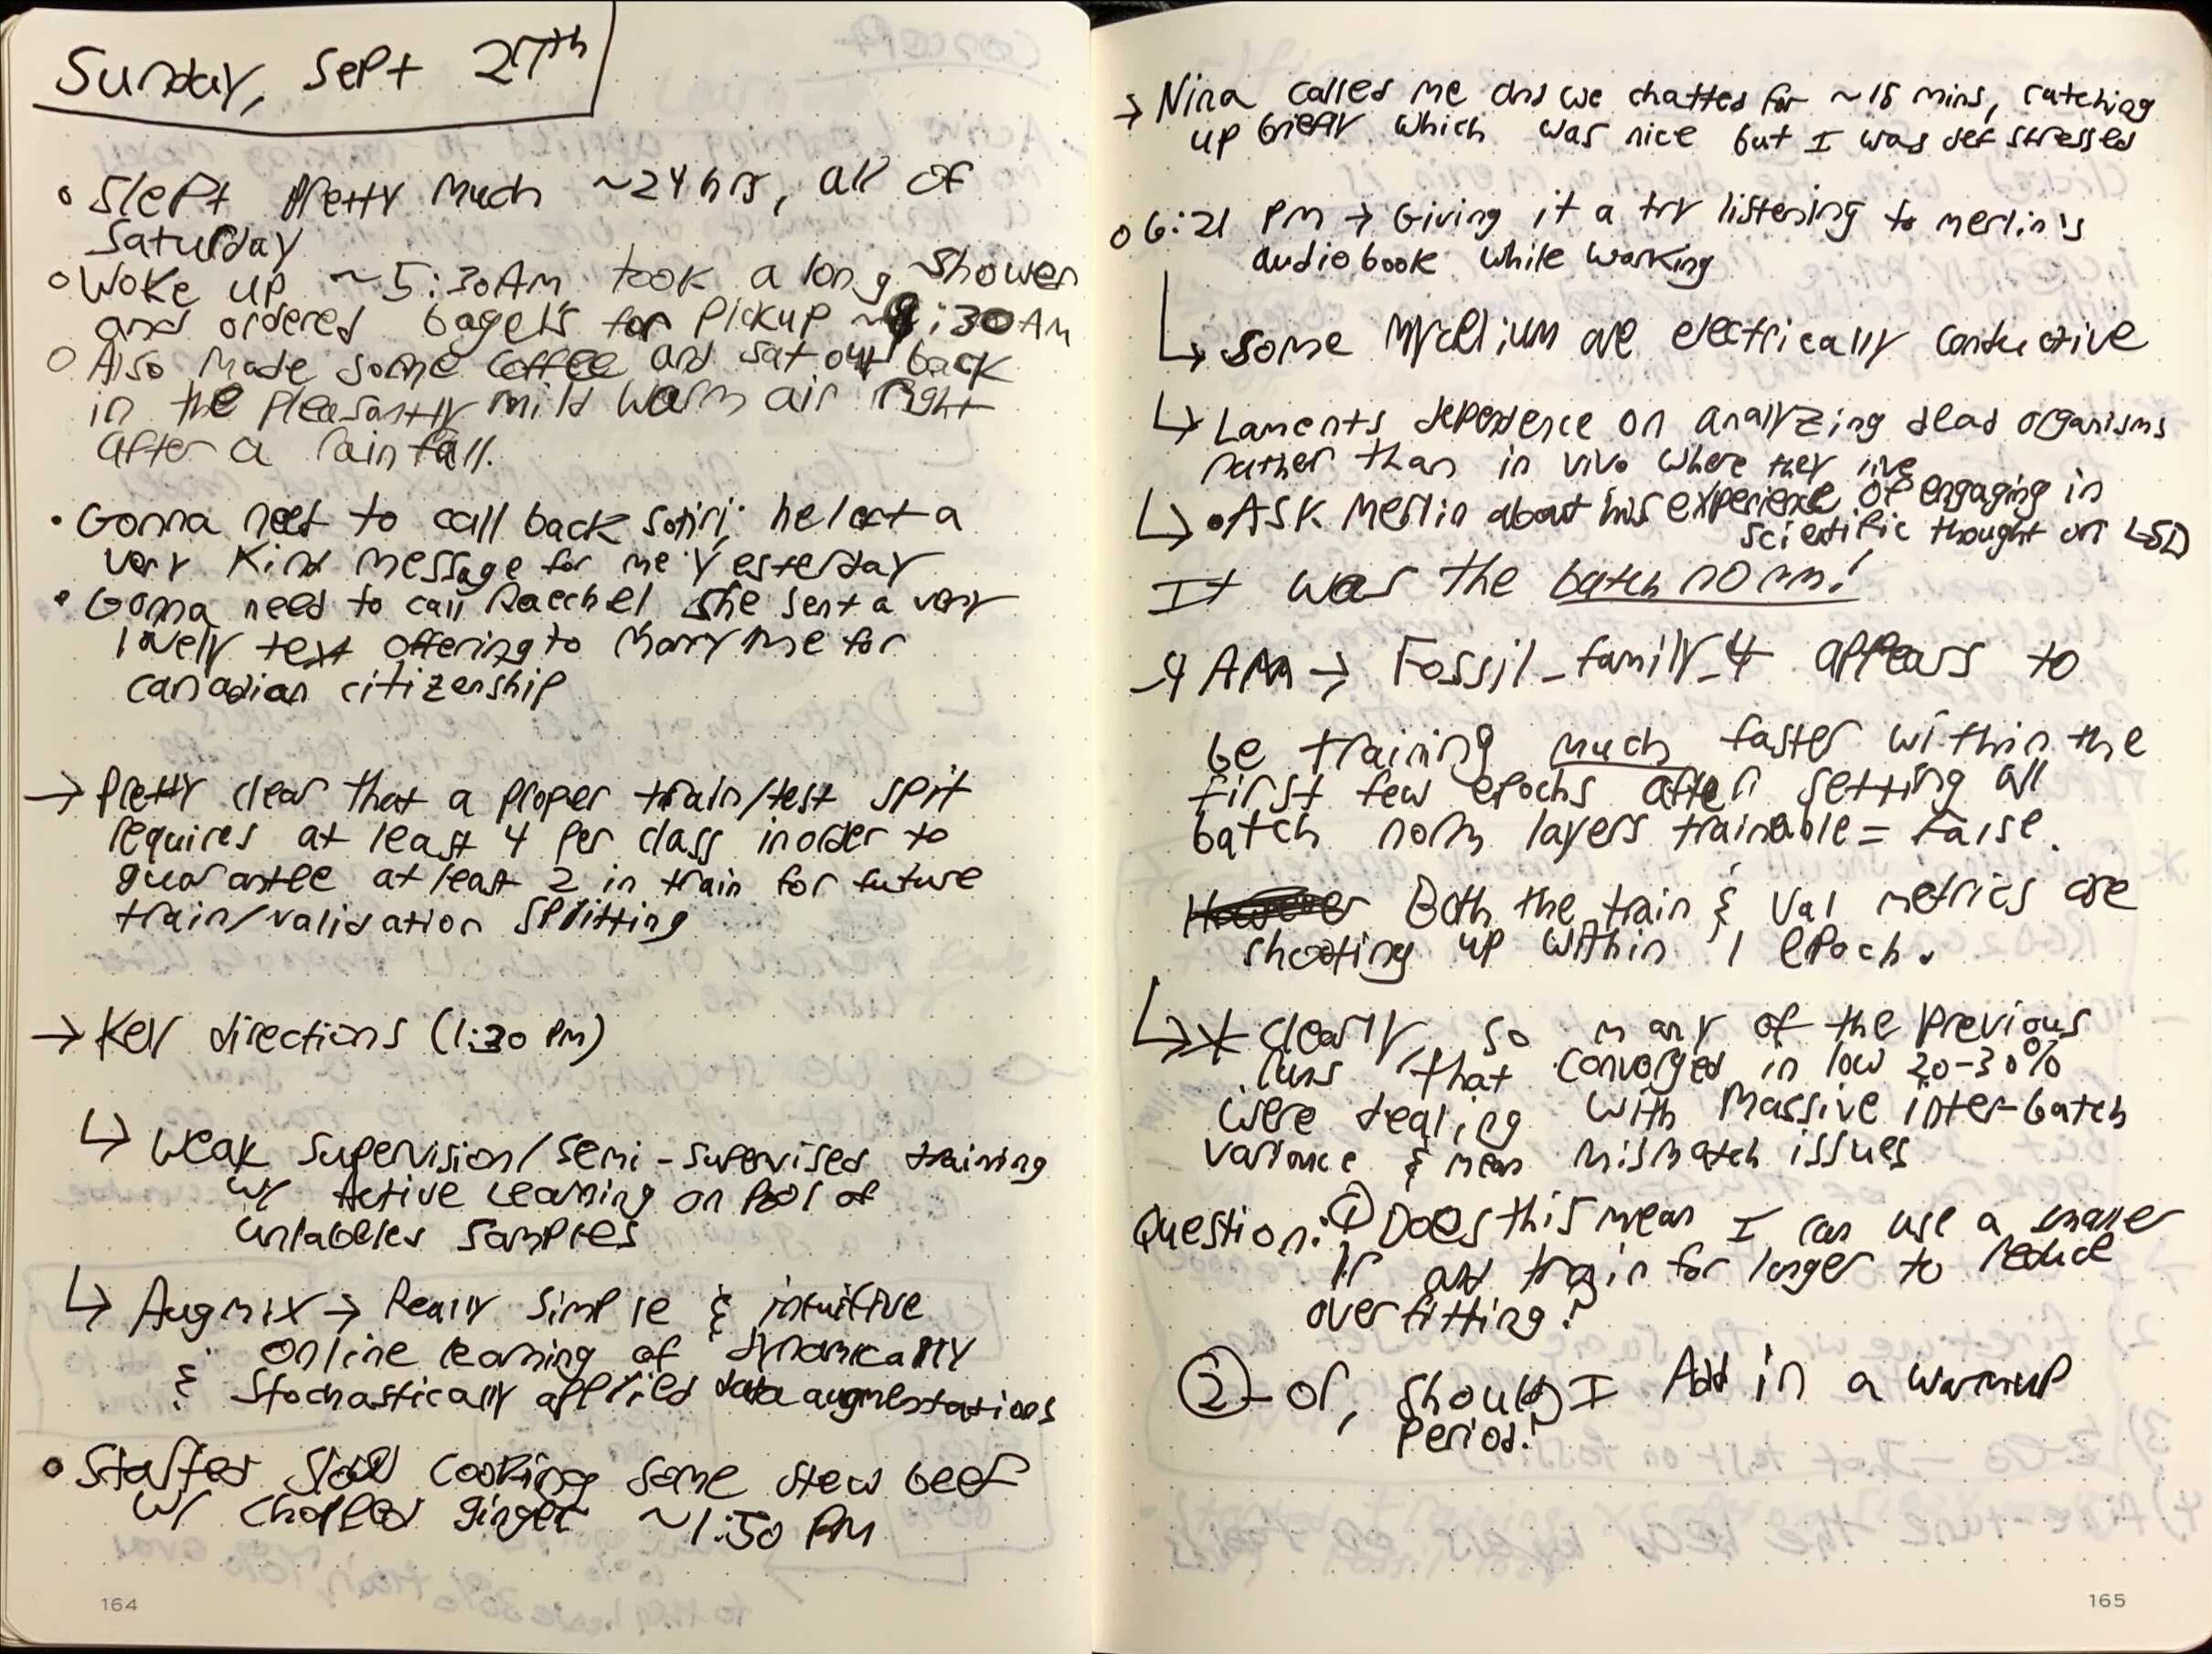 Sunday, Sept 27th
• Slept Pretty Much ~24 hrs, all of
Saturday
• Woke up ~5:30AM took a long shower
and ordered bagels for Pickup ~ :30AM
• Also made some coffee and sat out back
in the pleasantly mild warm air right
after a rainfall.
• Gonna need to call back he left a
very Kind message for me yesterday
• Gonna need to call Raechel she sent a very
lovely text offering to marry me for
canadian citizenship
→ Pretty clear that a proper train/test split
requires at least 4 per class in order to
guarantee at least 2 in train for future
train/validation splitting
→ Key directions (1:30 PM)
↳ Weak Supervision/Semi-supervised training
w/ Active Learning on Pool of
unlabeled samples
↳ Augmix → Really Simple & intuitive
online learning of dynamically
& stochastically applied data augmentations
• Started slow cooking some stew beef
w/ chopped ginger ~1:50 PM
164
→ Nina called me and we chatted for ~15 mins, catching
up briefly which was nice but I was def stressed
• 6:21 PM → Giving it a try listening to merlin's
audiobook while working
↳ some mycelium are electrically conductive
↳ Laments dependence on analyzing dead organisms
rather than in vivo where they live
↳ • ASK Merlin about his experience of engaging in
scientific thought on LSD
It was the batch norm!
-4 AM → Fossil_family_4 appears to
be training much faster within the
first few epochs after setting all
batch norm layers trainable = False.
Both the train & val metrics are
shooting up within 1 epoch.
↳ * clearly, so many of the previous
runs that converged in low 20-30%
were dealing with massive inter-batch
variance & mean mismatch issues
Question: ① Does this mean I can use a smaller
lr and train for longer to reduce
overfitting?
② - or, should I Add in a warmup
period?
165